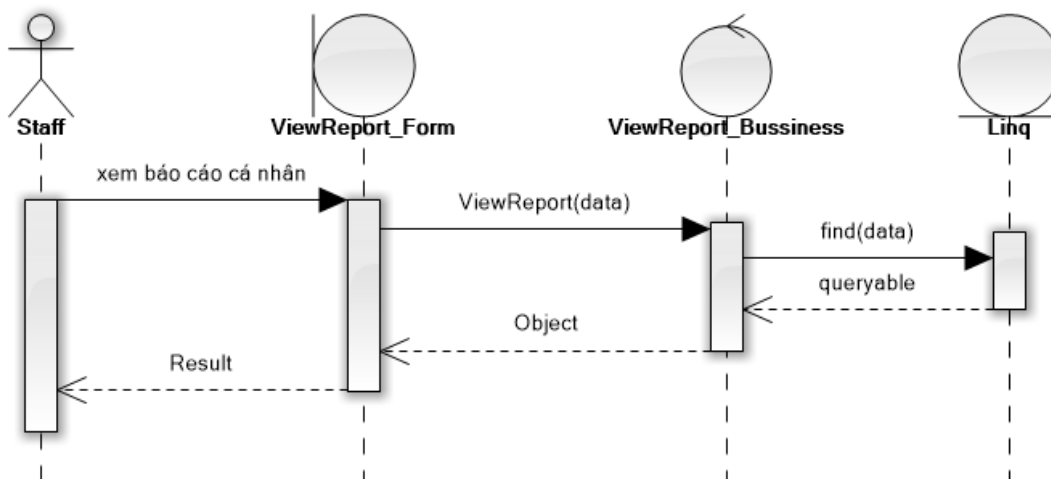 Staff
ViewReport_Form
ViewReport_Bussiness
Linq
xem báo cáo cá nhân
ViewReport(data)
find(data)
queryable
Object
Result